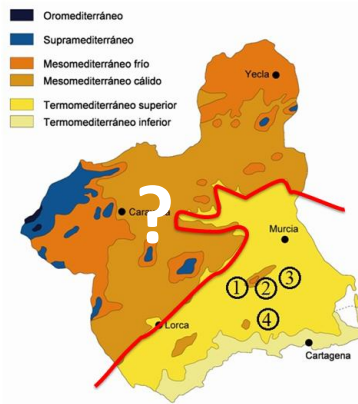 Oromediterráneo
Supramediterráneo
Mesomediterráneo frío
Mesomediterráneo cálido
Termomediterráneo superior
Termomediterráneo inferior
Yecla
?
Murcia
1
2
3
4
Lorca
Cartagena